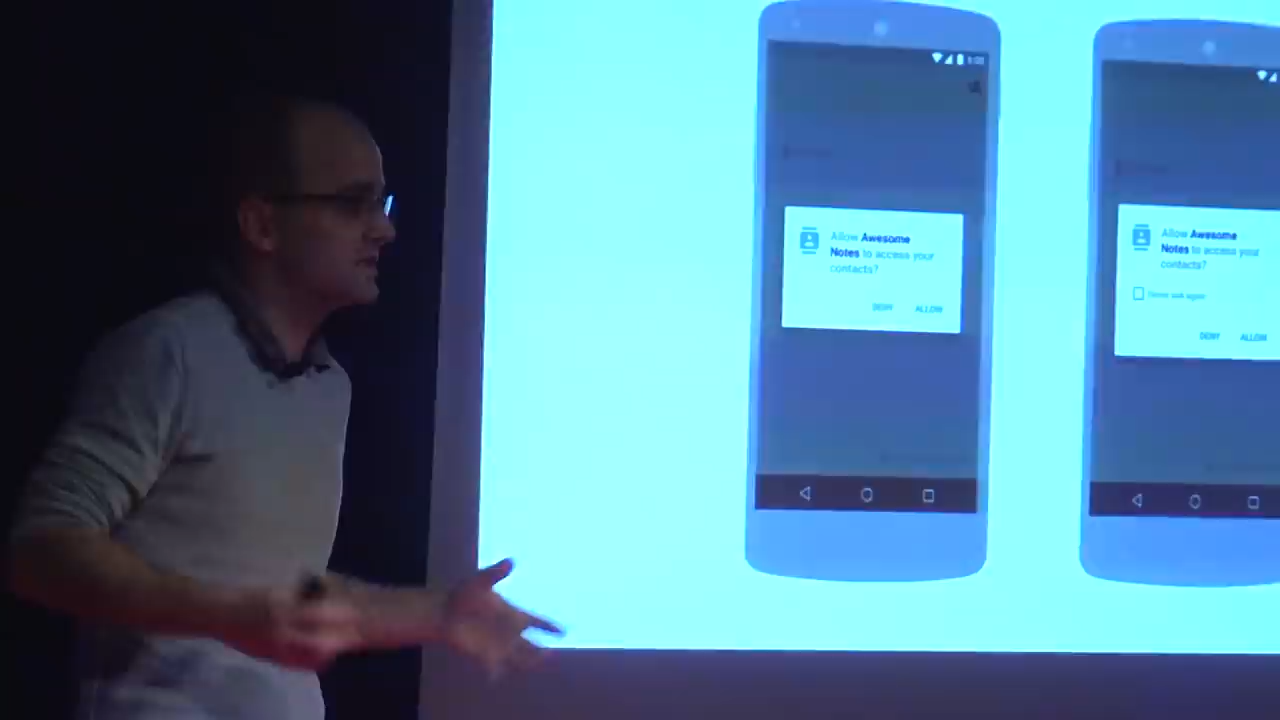 Allow Awesome
Notes to access your
contacts?
DENY ALLOW
Allow Awesome
Notes to access your
contacts?
Never ask again
DENY ALLOW